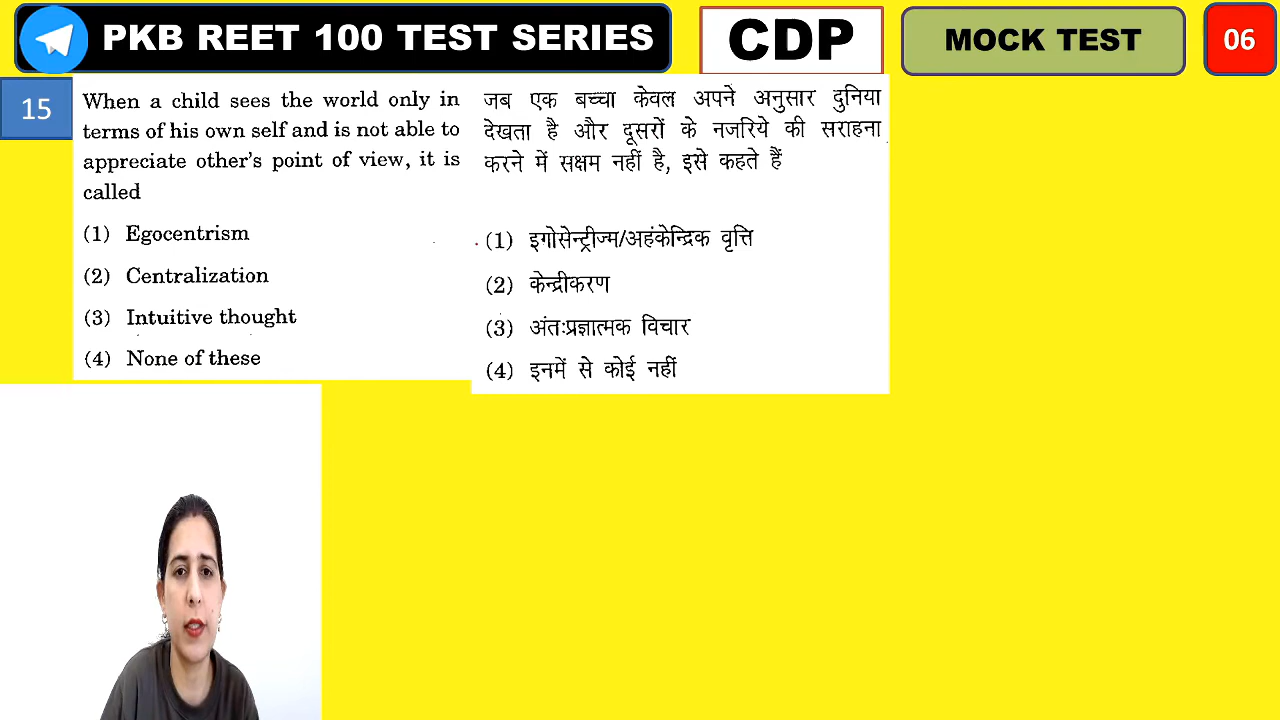 PKB REET 100 TEST SERIES
CDP
MOCK TEST
06
15
When a child sees the world only in
terms of his own self and is not able to
appreciate other's point of view, it is
called
(1) Egocentrism
(2) Centralization
(3) Intuitive thought
(4) None of these
जब एक बच्चा केवल अपने अनुसार दुनिया
देखता है और दूसरों के नजरिये की सराहना
करने में सक्षम नहीं है, इसे कहते हैं
(1) इगोसेन्ट्रीज्म/अहंकेन्द्रिक वृत्ति
(2) केन्द्रीकरण
(3) अंतःप्रज्ञात्मक विचार
(4) इनमें से कोई नहीं